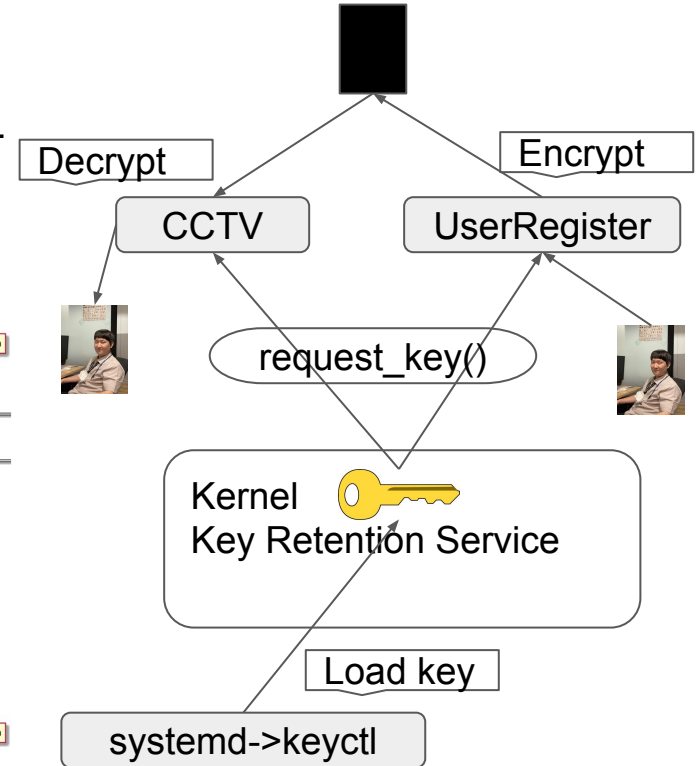 Decrypt
Encrypt
CCTV
UserRegister
request_key()
Kernel
Key Retention Service
Load key
systemd->keyctl